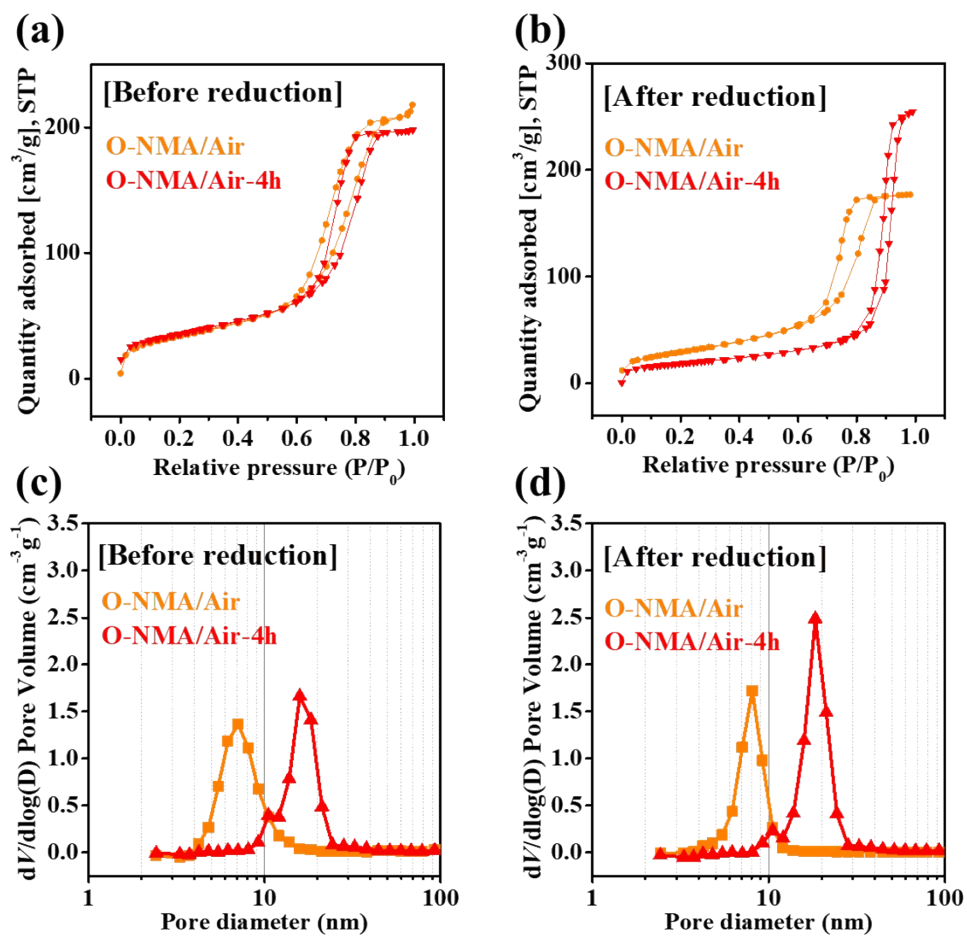 (a)
Quantity adsorbed [cm³/g], STP
[Before reduction]
O-NMA/Air
O-NMA/Air-4h
200
100
0
0.0 0.2 0.4 0.6 0.8 1.0
Relative pressure (P/P₀)
(b)
Quantity adsorbed [cm³/g], STP
[After reduction]
O-NMA/Air
O-NMA/Air-4h
300
200
100
0
0.0 0.2 0.4 0.6 0.8 1.0
Relative pressure (P/P₀)
(c)
dV/dlog(D) Pore Volume (cm⁻³g⁻¹)
[Before reduction]
O-NMA/Air
O-NMA/Air-4h
3.5
3.0
2.5
2.0
1.5
1.0
0.5
0.0
1 10 100
Pore diameter (nm)
(d)
dV/dlog(D) Pore Volume (cm⁻³g⁻¹)
[After reduction]
O-NMA/Air
O-NMA/Air-4h
3.5
3.0
2.5
2.0
1.5
1.0
0.5
0.0
1 10 100
Pore diameter (nm)